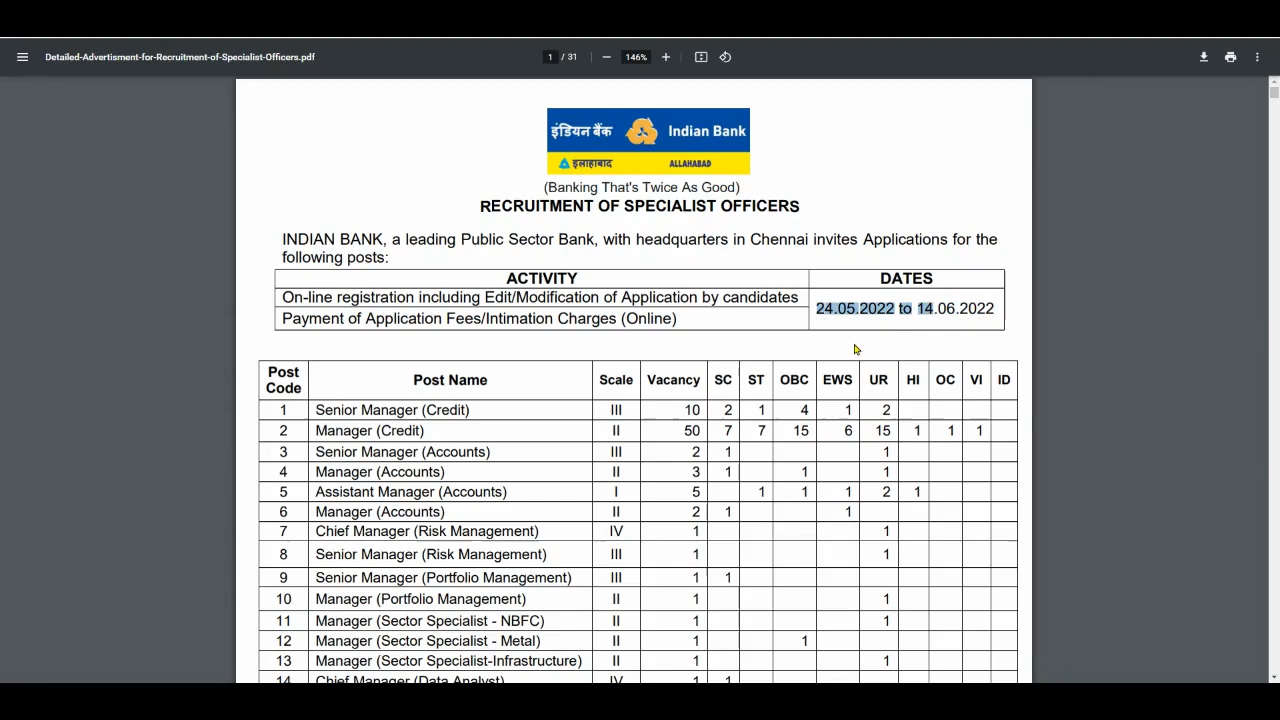 Detailed-Advertisment-for-Recruitment-of-Specialist-Officers.pdf 1 / 31 146%
इंडियन बैंक Indian Bank
इलाहाबाद ALLAHABAD
(Banking That's Twice As Good)
RECRUITMENT OF SPECIALIST OFFICERS
INDIAN BANK, a leading Public Sector Bank, with headquarters in Chennai invites Applications for the
following posts:
ACTIVITY DATES
On-line registration including Edit/Modification of Application by candidates 24.05.2022 to 14.06.2022
Payment of Application Fees/Intimation Charges (Online)
Post Code Post Name Scale Vacancy SC ST OBC EWS UR HI OC VI ID
1 Senior Manager (Credit) III 10 2 1 4 1 2
2 Manager (Credit) II 50 7 7 15 6 15 1 1 1
3 Senior Manager (Accounts) III 2 1 1
4 Manager (Accounts) II 3 1 1 1
5 Assistant Manager (Accounts) I 5 1 1 1 2 1
6 Manager (Accounts) II 2 1 1
7 Chief Manager (Risk Management) IV 1 1
8 Senior Manager (Risk Management) III 1 1
9 Senior Manager (Portfolio Management) III 1 1
10 Manager (Portfolio Management) II 1 1
11 Manager (Sector Specialist - NBFC) II 1 1
12 Manager (Sector Specialist - Metal) II 1 1
13 Manager (Sector Specialist-Infrastructure) II 1 1
14 Chief Manager (Data Analyst) IV 1 1